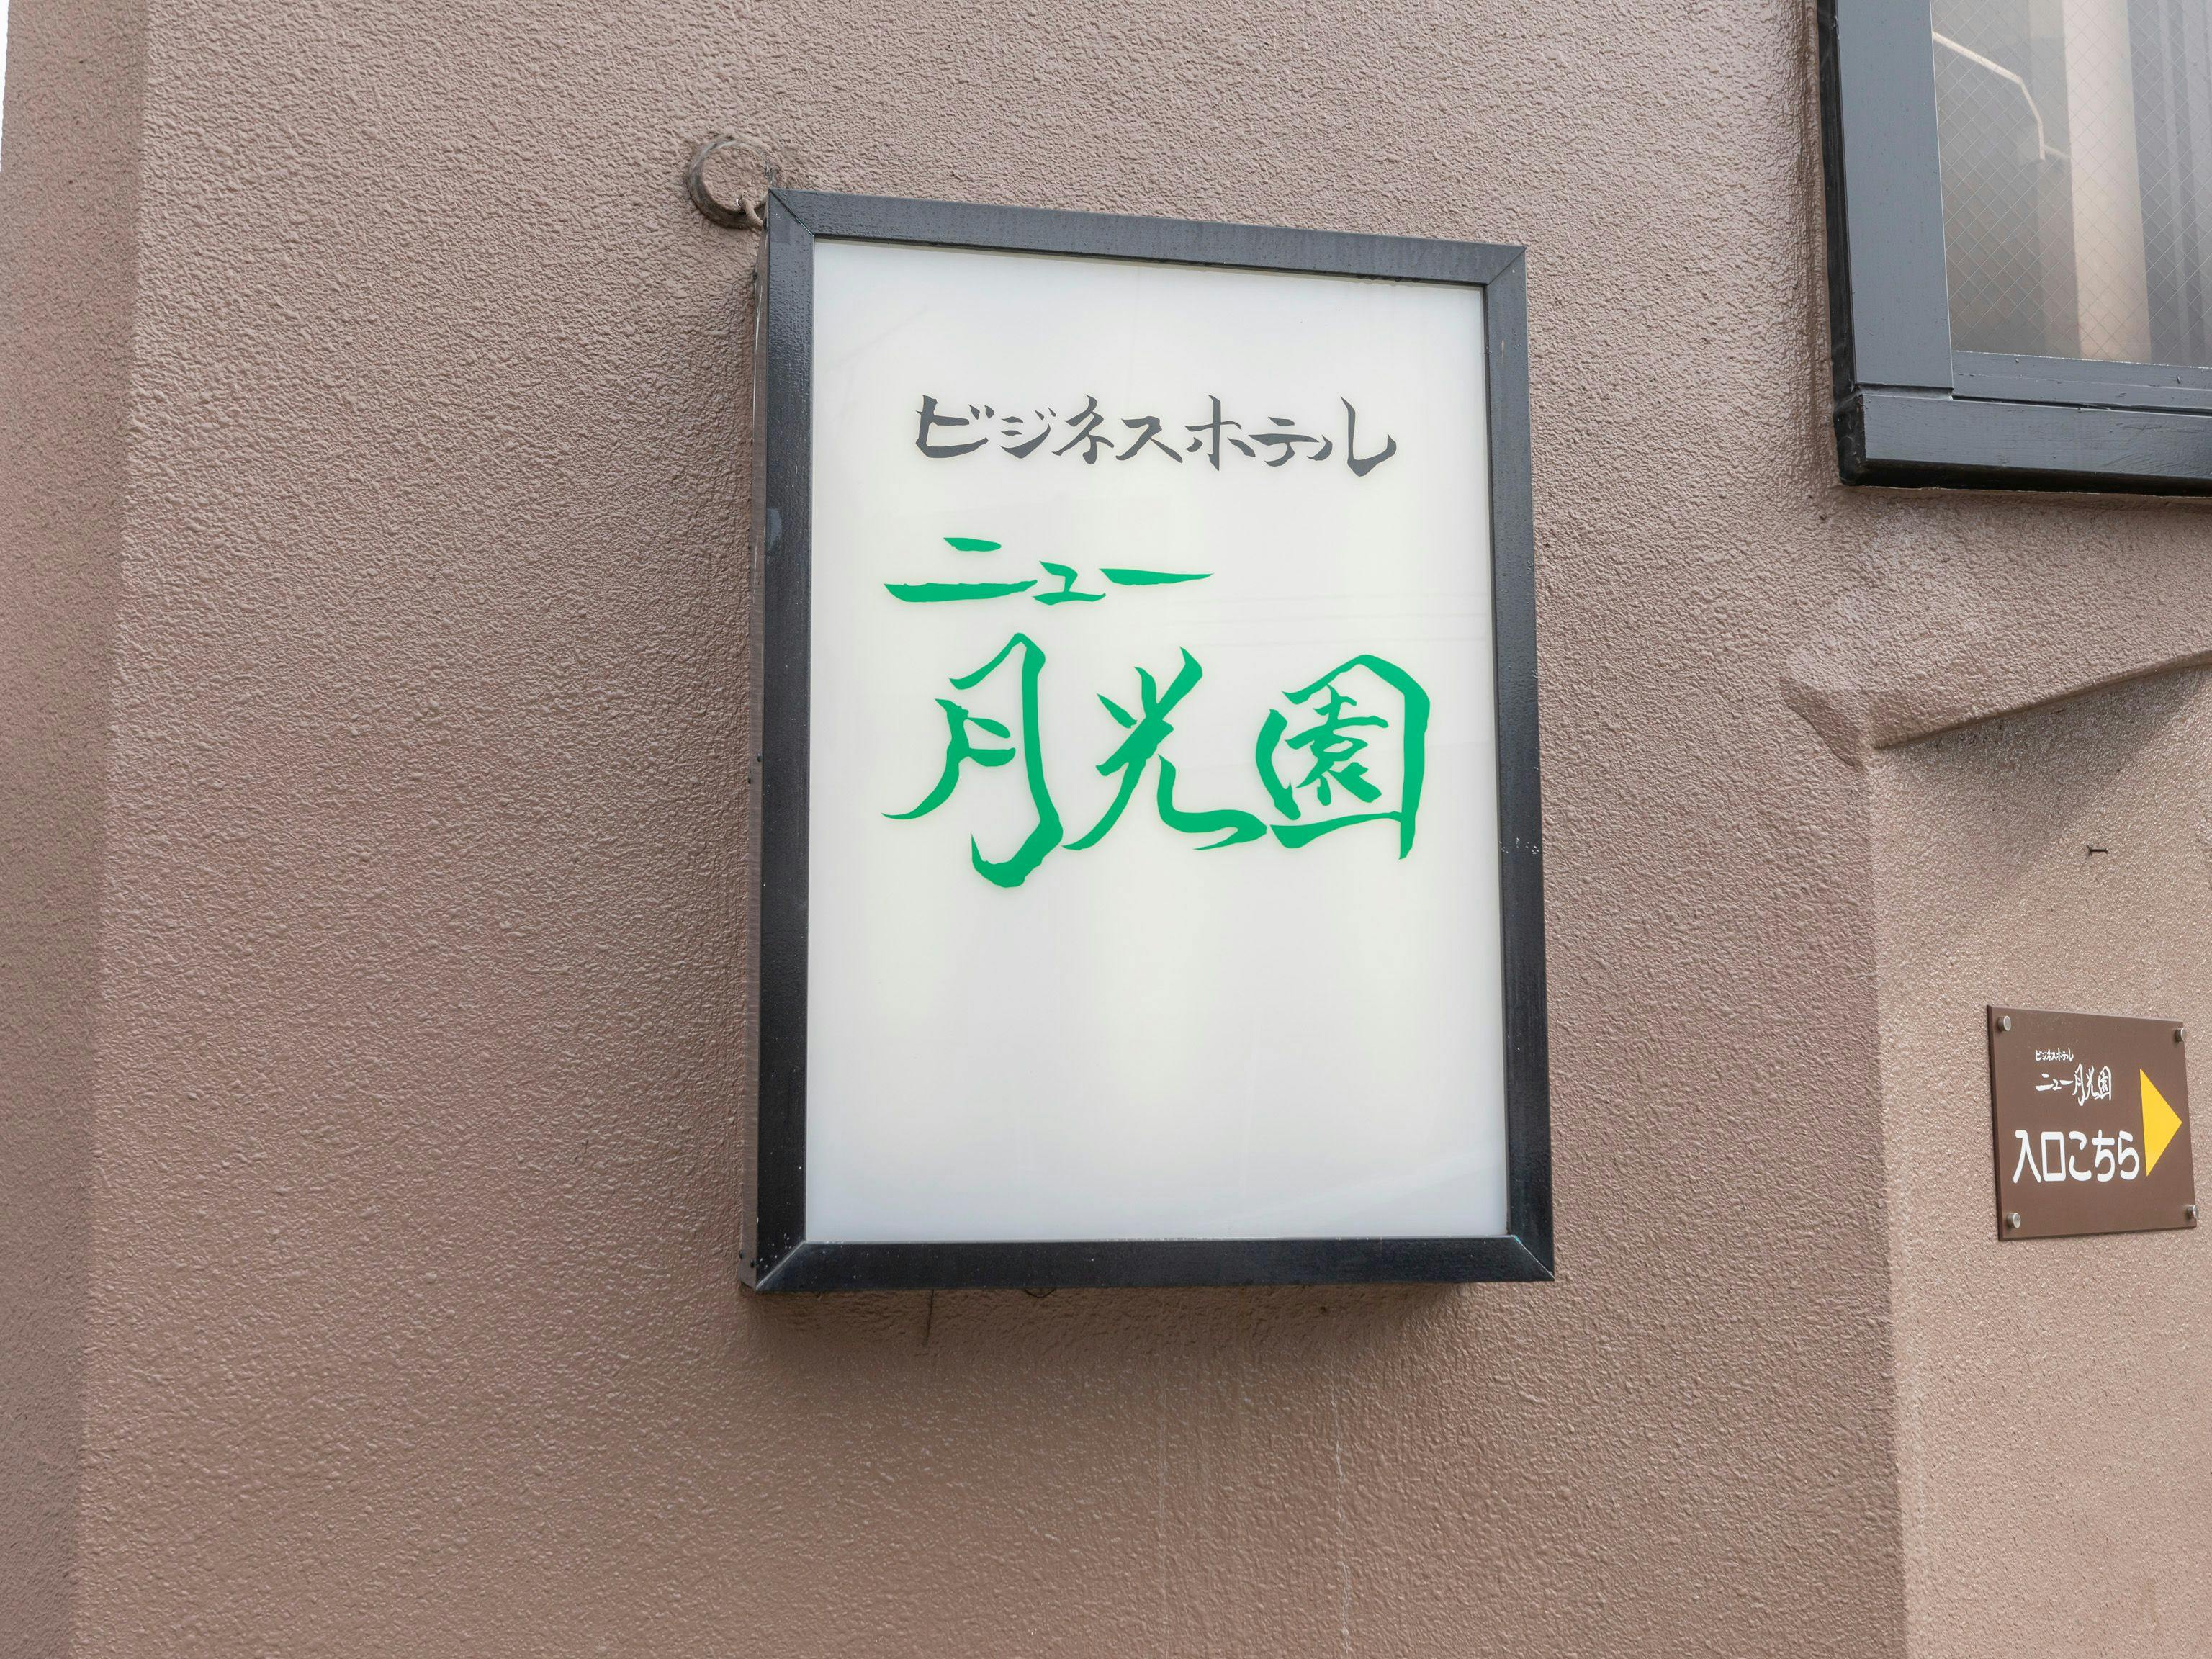 ビジネスホテル
ニュー
月光園
ビジネスホテル
ニュー月光園
入口こちら